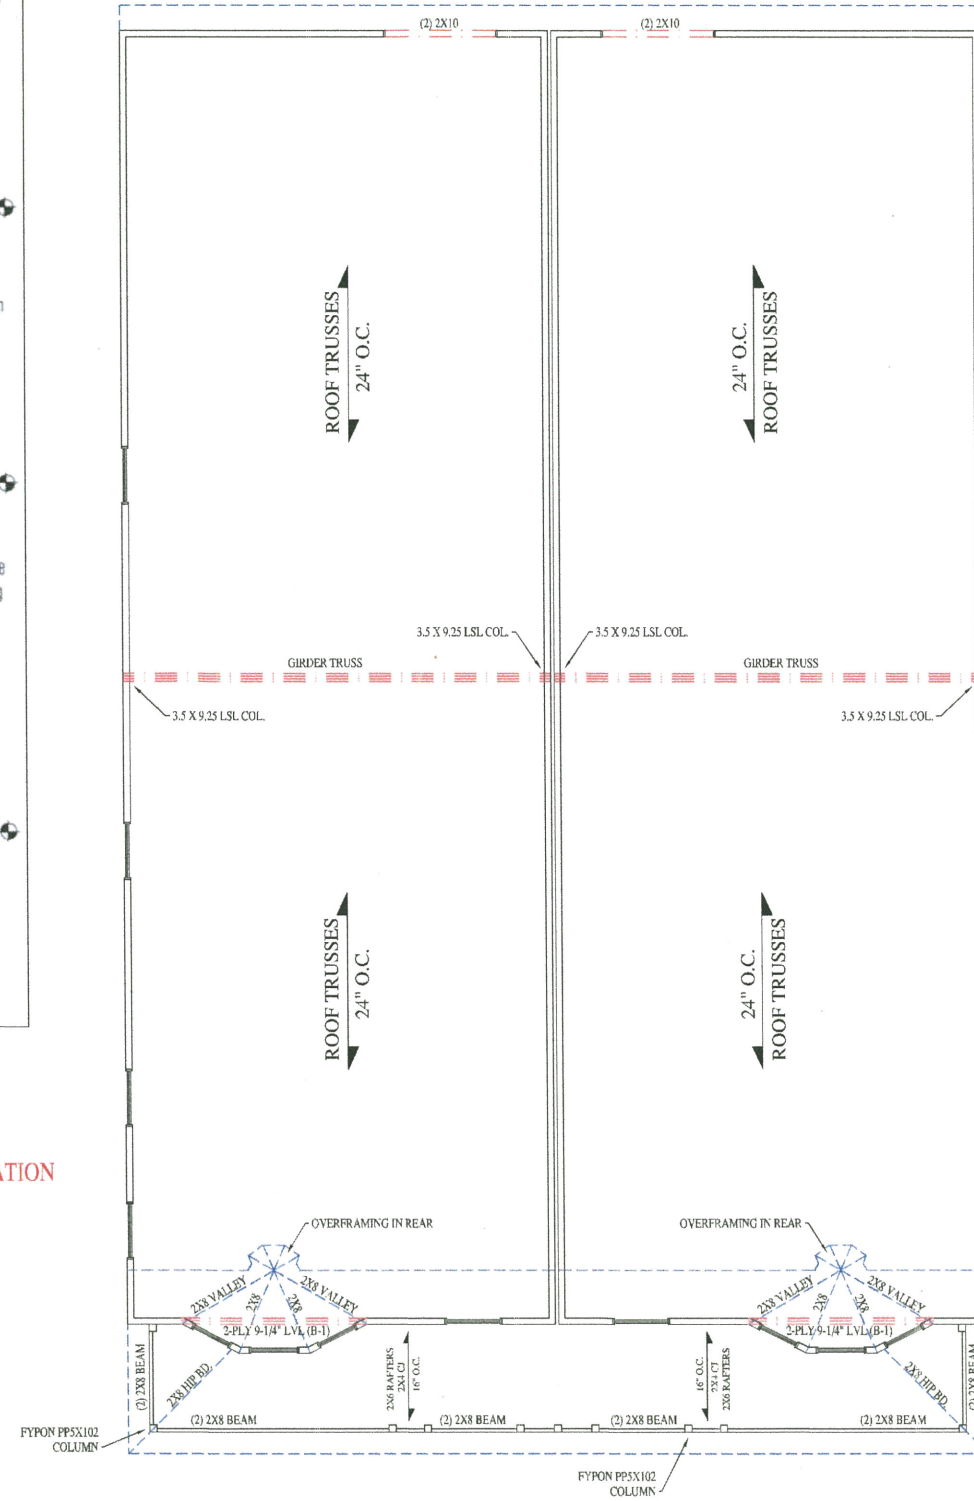 (2) 2X10
(2) 2X10
ROOF TRUSSES
24" O.C.
24" O.C.
ROOF TRUSSES
3.5 X 9.25 LSL COL.
3.5 X 9.25 LSL COL.
GIRDER TRUSS
GIRDER TRUSS
3.5 X 9.25 LSL COL.
3.5 X 9.25 LSL COL.
ROOF TRUSSES
24" O.C.
24" O.C.
ROOF TRUSSES
ATION
OVERFRAMING IN REAR
OVERFRAMING IN REAR
2X8 VALLEY
2X8
2X8
2X8 VALLEY
2X8 VALLEY
2X8
2X8
2X8 VALLEY
2-PLY 9-1/4" LVL (B-1)
2-PLY 9-1/4" LVL (B-1)
(2) 2X8 BEAM
2X8 HIP BD.
2X6 RAFTERS
2X4 CJ
16" O.C.
16" O.C.
2X4 CJ
2X6 RAFTERS
2X8 HIP BD.
(2) 2X8 BEAM
(2) 2X8 BEAM
(2) 2X8 BEAM
(2) 2X8 BEAM
(2) 2X8 BEAM
FYPON PP5X102
COLUMN
FYPON PP5X102
COLUMN